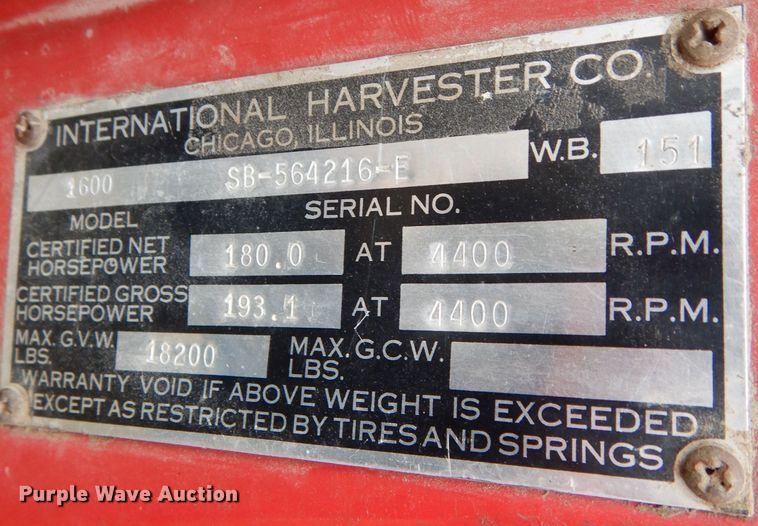 INTERNATIONAL HARVESTER CO.
CHICAGO, ILLINOIS
1600 SB-564216-E W.B. 151
MODEL SERIAL NO.
CERTIFIED NET
HORSEPOWER 180.0 AT 4400 R.P.M.
CERTIFIED GROSS
HORSEPOWER 193.1 AT 4400 R.P.M.
MAX. G.V.W.
LBS. 18200 MAX. G.C.W.
LBS.
WARRANTY VOID IF ABOVE WEIGHT IS EXCEEDED
EXCEPT AS RESTRICTED BY TIRES AND SPRINGS
Purple Wave Auction